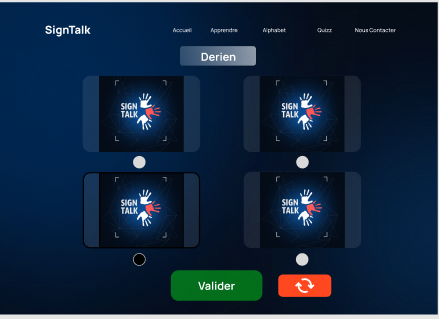 SignTalk
Accueil Apprendre Alphabet Quizz Nous Contacter
Derien
SIGN
TALK
SIGN
TALK
SIGN
TALK
SIGN
TALK
Valider